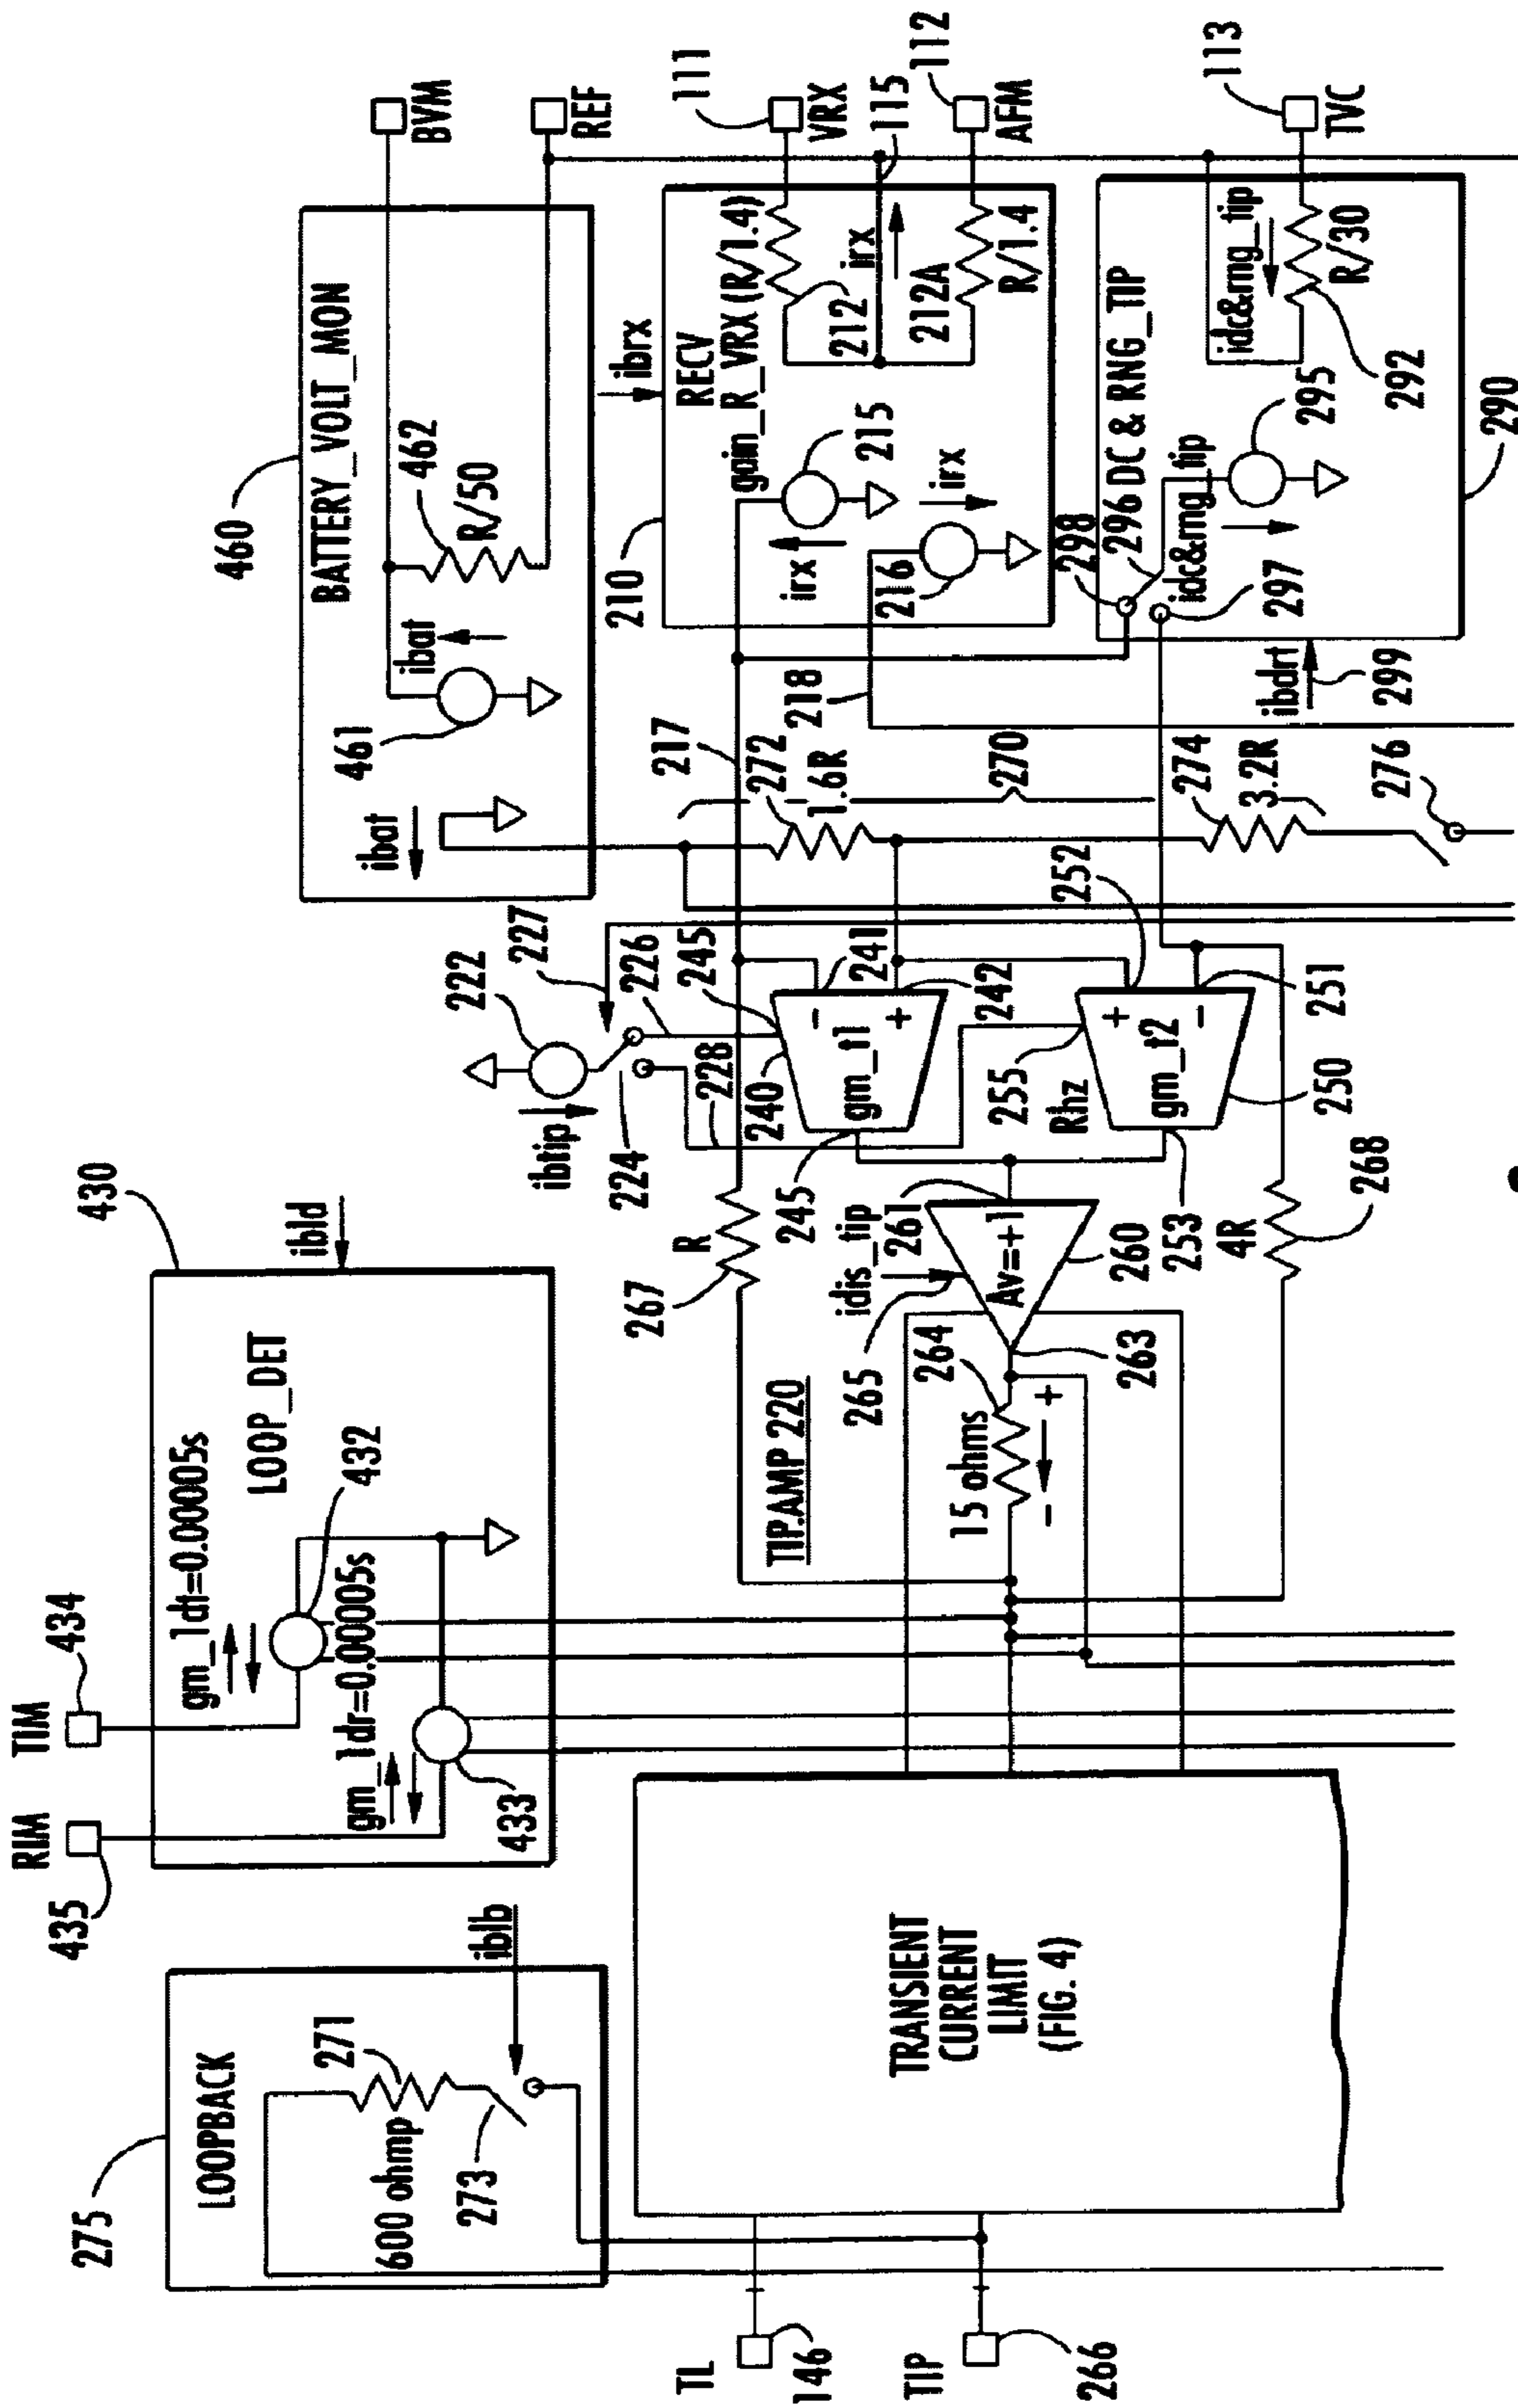 275
LOOPBACK
271
600 ohmp
273
iblb
TL
146
TIP
266
TRANSIENT
CURRENT
LIMIT
(FIG. 4)
RIM
435
TIM
434
430
gm_1dt=0.00005s
LOOP_DET
432
gm_1dr=0.00005s
433
ibld
TIP.AMP 220
267
R
15 ohms
264
- +
265
idis_tip
261
Av=+1
260
263
4R
268
253
245
ibtip
222
224
227
226
228
245
240
gm_t1
-
+
241
242
255
Rhz
gm_t2
+
-
252
251
250
460
BATTERY_VOLT_MON
ibat
461
ibat
462
R/50
BVM
REF
217
272
1.6R
270
274
3.2R
276
218
210
ibrx
RECV
gain_R_VRX (R/1.4)
irx
215
216
irx
212
irx
212A
R/1.4
115
111
VRX
112
AFM
298
296 DC & RNG_TIP
idc&rng_tip
297
295
idc&rng_tip
292
R/30
ibdrt
299
290
113
TVC